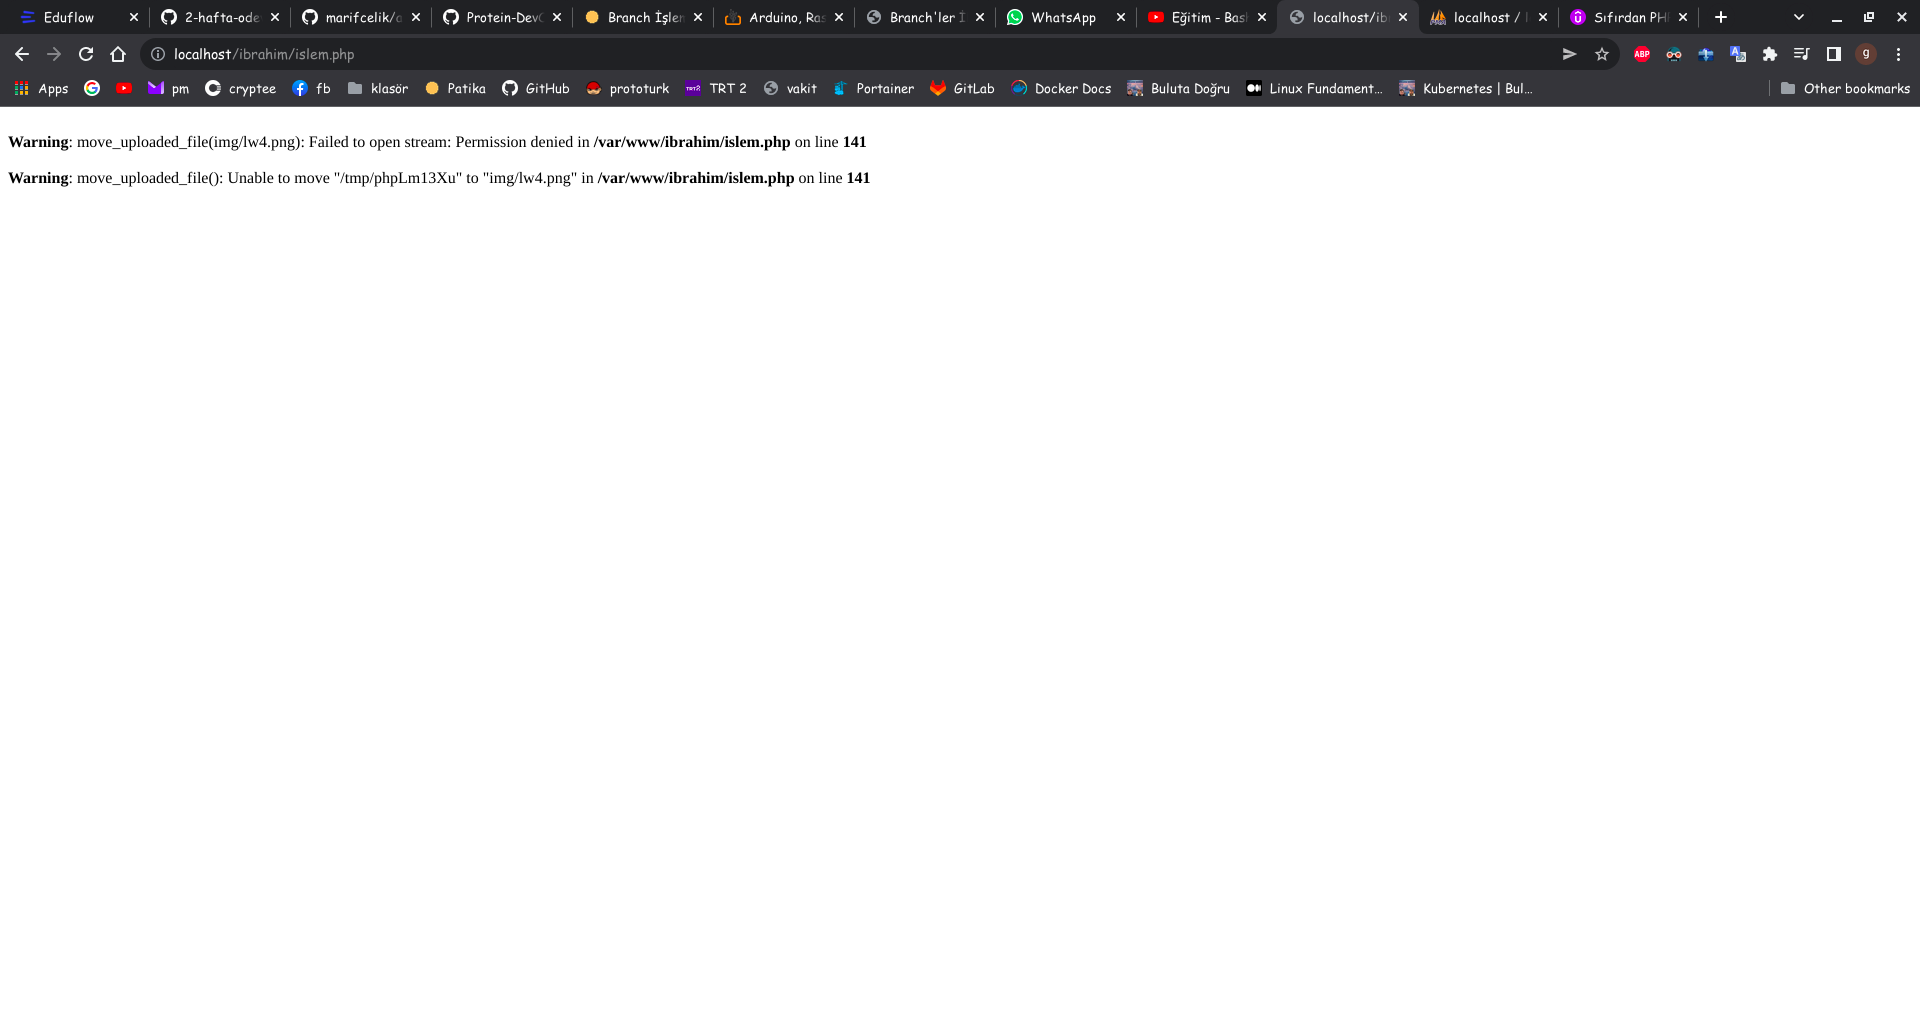 Eduflow
2-hafta-ode
marifcelik/a
Protein-Dev
Branch İşlem
Arduino, Ras
Branch'ler İ
WhatsApp
Eğitim - Bas
localhost/ib
localhost /
Sıfırdan PH
localhost/ibrahim/islem.php
ABP
g
Apps
pm
cryptee
fb
klasör
Patika
GitHub
prototurk
TRT 2
vakit
Portainer
GitLab
Docker Docs
Buluta Doğru
Linux Fundament...
Kubernetes | Bul...
Other bookmarks
Warning: move_uploaded_file(img/lw4.png): Failed to open stream: Permission denied in /var/www/ibrahim/islem.php on line 141
Warning: move_uploaded_file(): Unable to move "/tmp/phpLm13Xu" to "img/lw4.png" in /var/www/ibrahim/islem.php on line 141